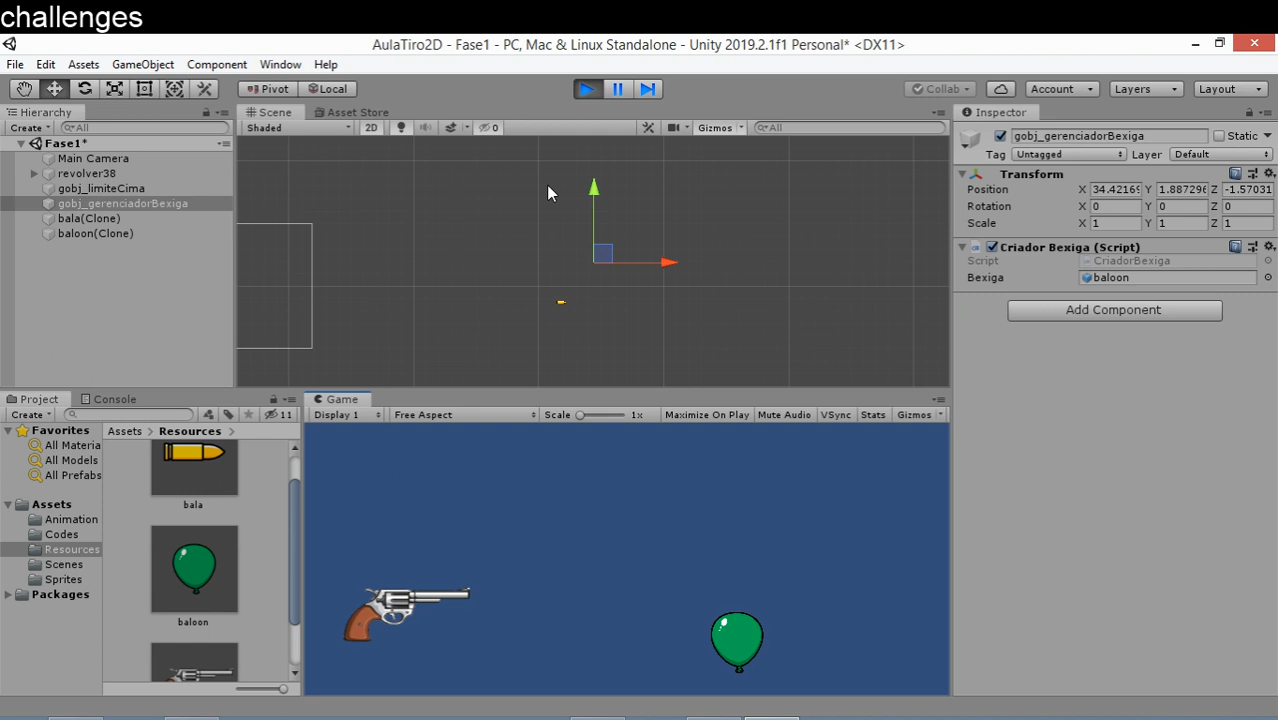 challenges
AulaTiro2D - Fase1 - PC, Mac & Linux Standalone - Unity 2019.2.1f1 Personal* <DX11>
File Edit Assets GameObject Component Window Help
Pivot Local Collab Account Layers Layout
Hierarchy Scene Asset Store Inspector
Create All Shaded 2D 0 Gizmos All gobj_gerenciadorBexiga Static
Fase1* Tag Untagged Layer Default
Main Camera
revolver38 Transform
gobj_limiteCima Position X 34.42169 Y 1.887296 Z -1.57031
gobj_gerenciadorBexiga Rotation X 0 Y 0 Z 0
bala(Clone) Scale X 1 Y 1 Z 1
baloon(Clone)
Criador Bexiga (Script)
Script CriadorBexiga
Bexiga baloon
Add Component
Project Console Game
Create 11 Display 1 Free Aspect Scale 1x Maximize On Play Mute Audio VSync Stats Gizmos
Favorites Assets Resources
All Materia
All Models
All Prefabs
bala
Assets
Animation
Codes
Resources
Scenes
Sprites
Packages
baloon